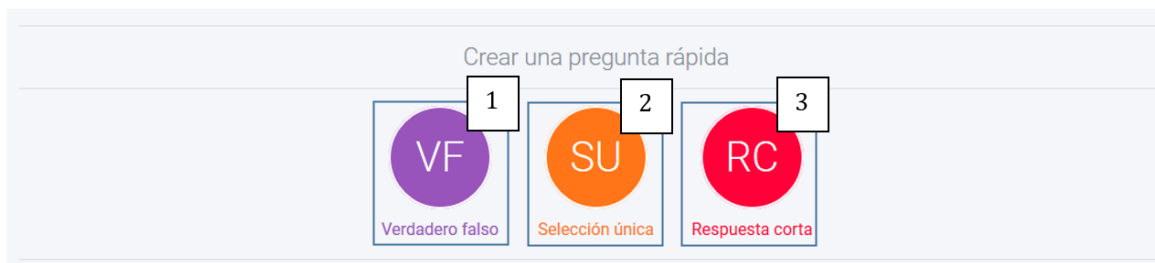 Crear una pregunta rápida
1 2 3
VF SU RC
Verdadero falso Selección única Respuesta corta